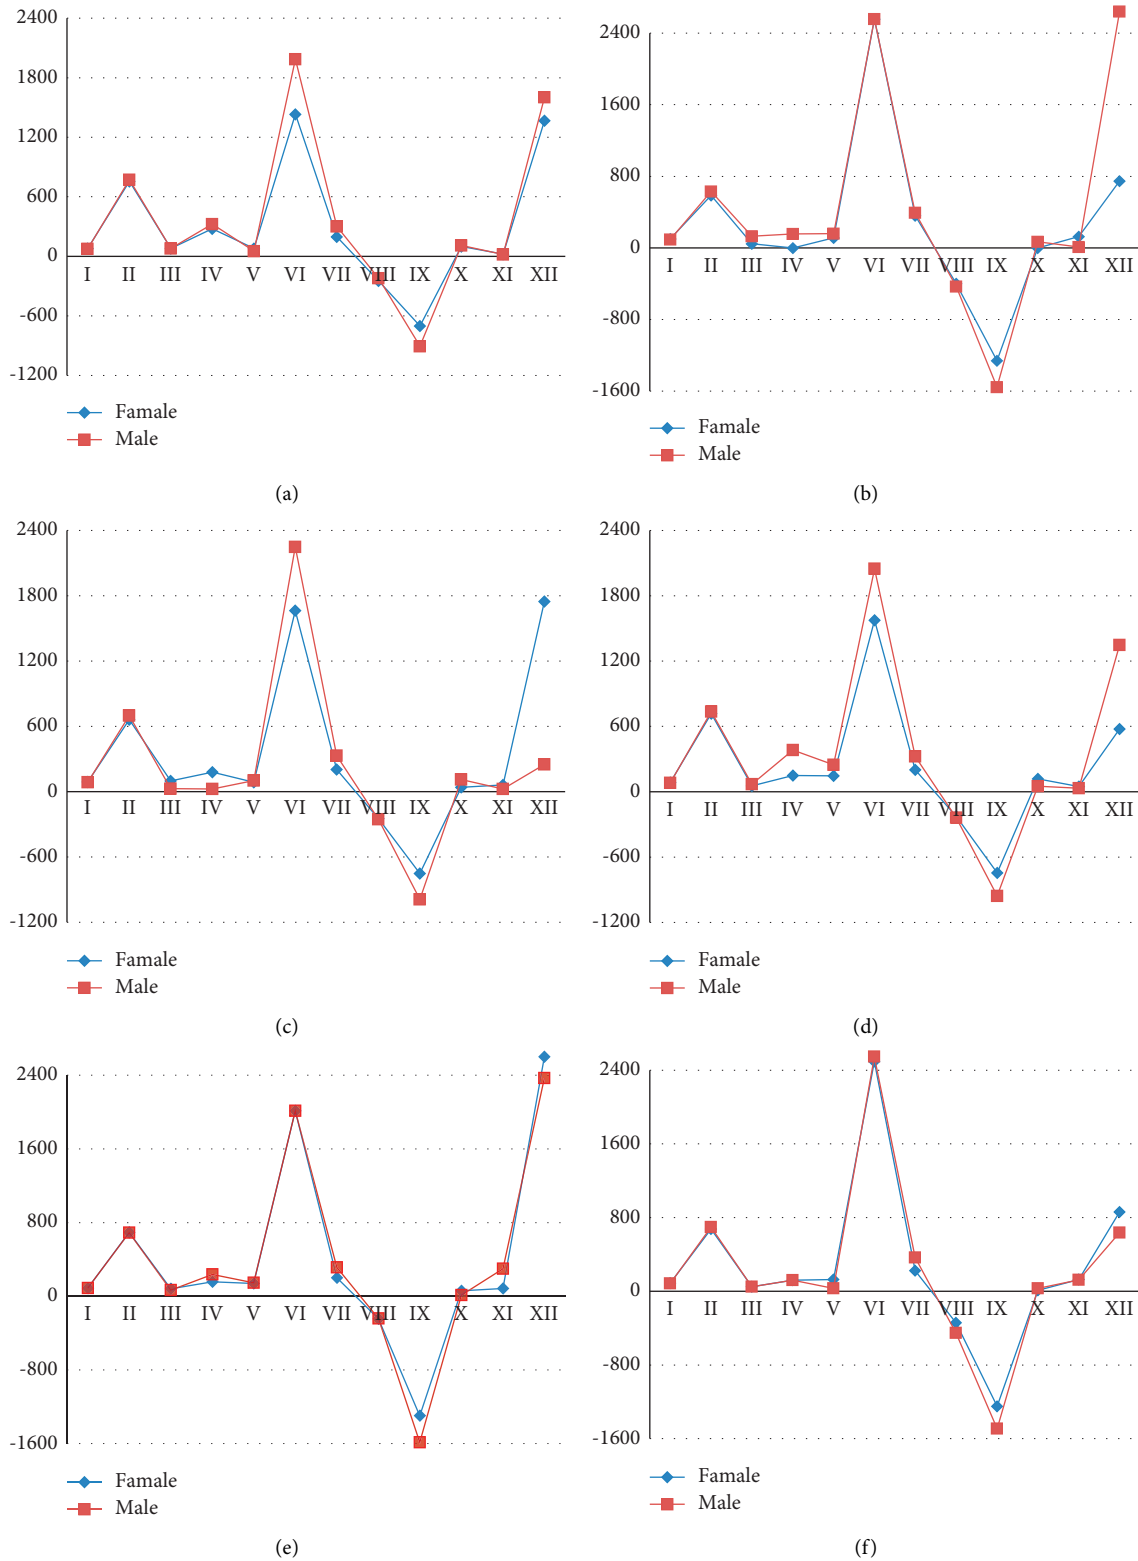 2400
1800
1200
600
0
-600
-1200
I II III IV V VI VII VIII IX X XI XII
Famale
Male
(a)
2400
1600
800
0
-800
-1600
I II III IV V VI VII VIII IX X XI XII
Famale
Male
(b)
2400
1800
1200
600
0
-600
-1200
I II III IV V VI VII VIII IX X XI XII
Famale
Male
(c)
2400
1800
1200
600
0
-600
-1200
I II III IV V VI VII VIII IX X XI XII
Famale
Male
(d)
2400
1600
800
0
-800
-1600
I II III IV V VI VII VIII IX X XI XII
Famale
Male
(e)
2400
1600
800
0
-800
-1600
I II III IV V VI VII VIII IX X XI XII
Famale
Male
(f)